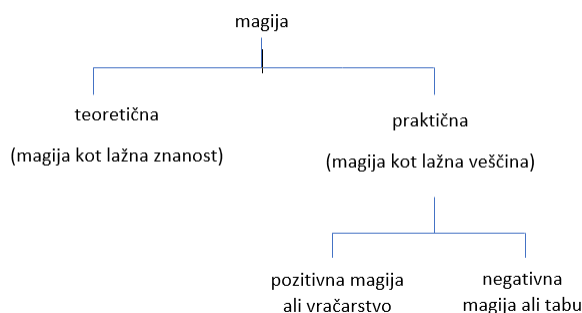 magija
teoretična
(magija kot lažna znanost)
praktična
(magija kot lažna veščina)
pozitivna magija
ali vračarstvo
negativna
magija ali tabu